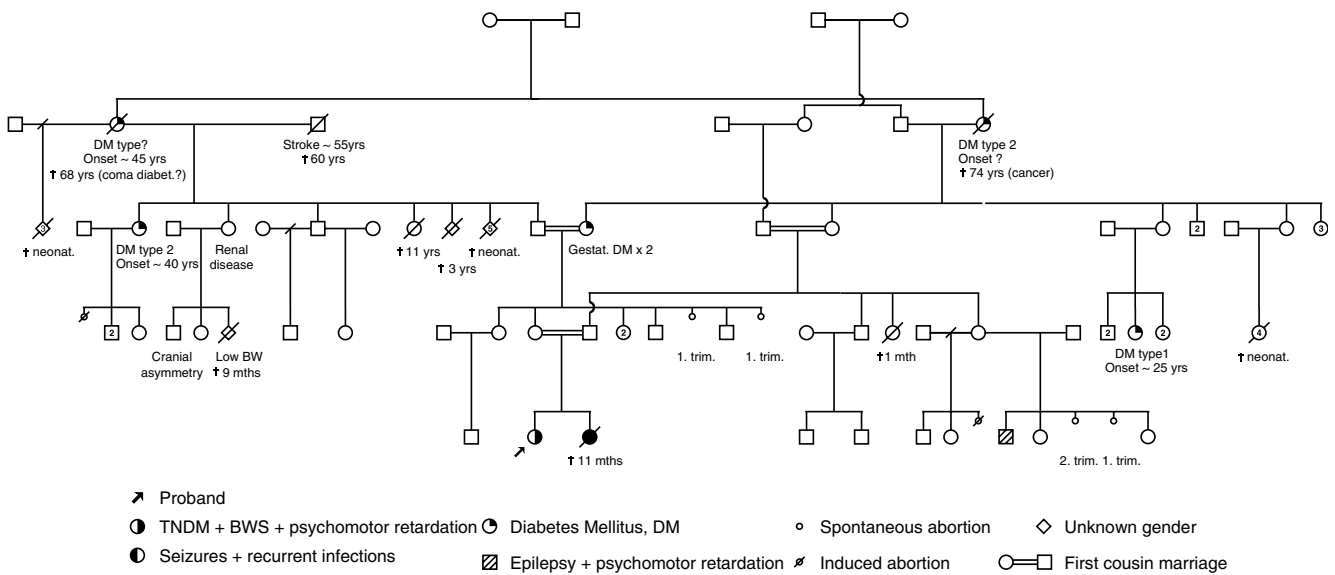 DM type?
Onset ~ 45 yrs
† 68 yrs (coma diabet.?)
Stroke ~ 55yrs
† 60 yrs
DM type 2
Onset ?
† 74 yrs (cancer)
3
† neonat.
DM type 2
Onset ~ 40 yrs
Renal
disease
† 11 yrs
† 3 yrs
5
† neonat.
Gestat. DM x 2
2
3
2
Cranial
asymmetry
Low BW
† 9 mths
2
1. trim.
1. trim.
† 1 mth
2
2
DM type1
Onset ~ 25 yrs
4
† neonat.
† 11 mths
2. trim. 1. trim.
Proband
TNDM + BWS + psychomotor retardation
Diabetes Mellitus, DM
Spontaneous abortion
Unknown gender
Seizures + recurrent infections
Epilepsy + psychomotor retardation
Induced abortion
First cousin marriage